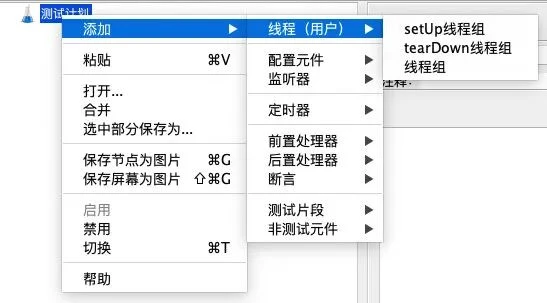 测试计划
添加
粘贴 ⌘V
打开...
合并
选中部分保存为...
保存节点为图片 ⌘G
保存屏幕为图片 ⇧⌘G
启用
禁用
切换 ⌘T
帮助
线程（用户）
配置元件
监听器
定时器
前置处理器
后置处理器
断言
测试片段
非测试元件
setUp线程组
tearDown线程组
线程组
注释：